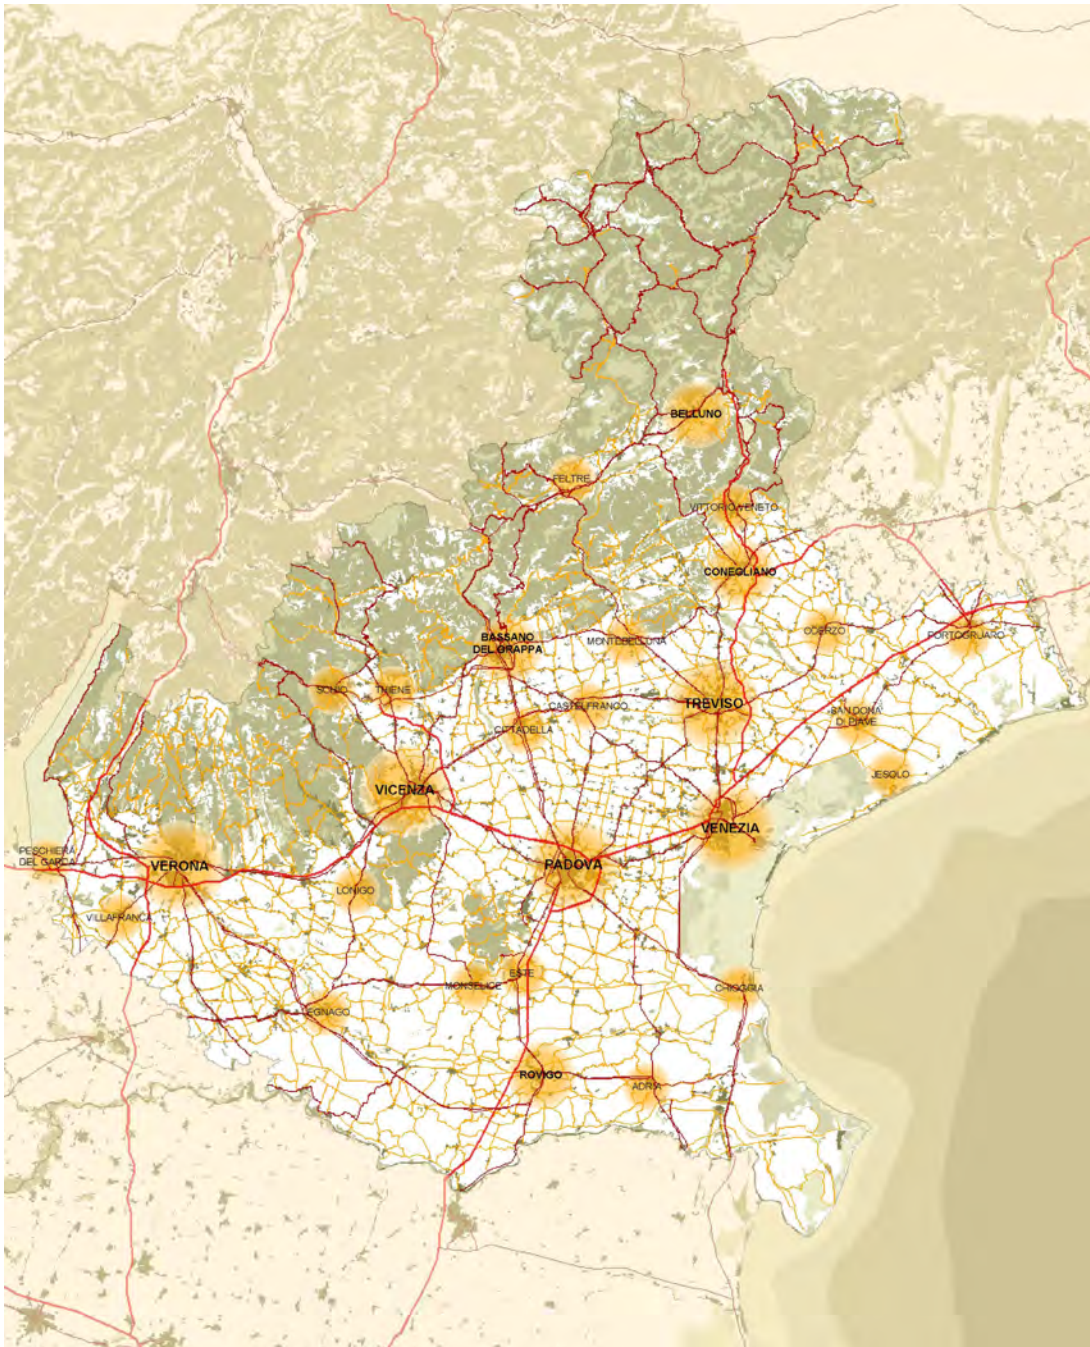 BELLUNO
FELTRE
VITTORIO VENETO
CONEGLIANO
ODERZO
PORTOGRUARO
BASSANO
DEL GRAPPA
MONTEBELLUNA
SCHIO
THIENE
TREVISO
CASTELFRANCO
SAN DONA
DI PIAVE
CITTADELLA
JESOLO
VICENZA
VENEZIA
PESCHIERA
DEL GARDA
VERONA
PADOVA
LONIGO
VILLAFRANCA
ESTE
MONSELICE
CHIOGGIA
LEGNAGO
ROVIGO
ADRIA